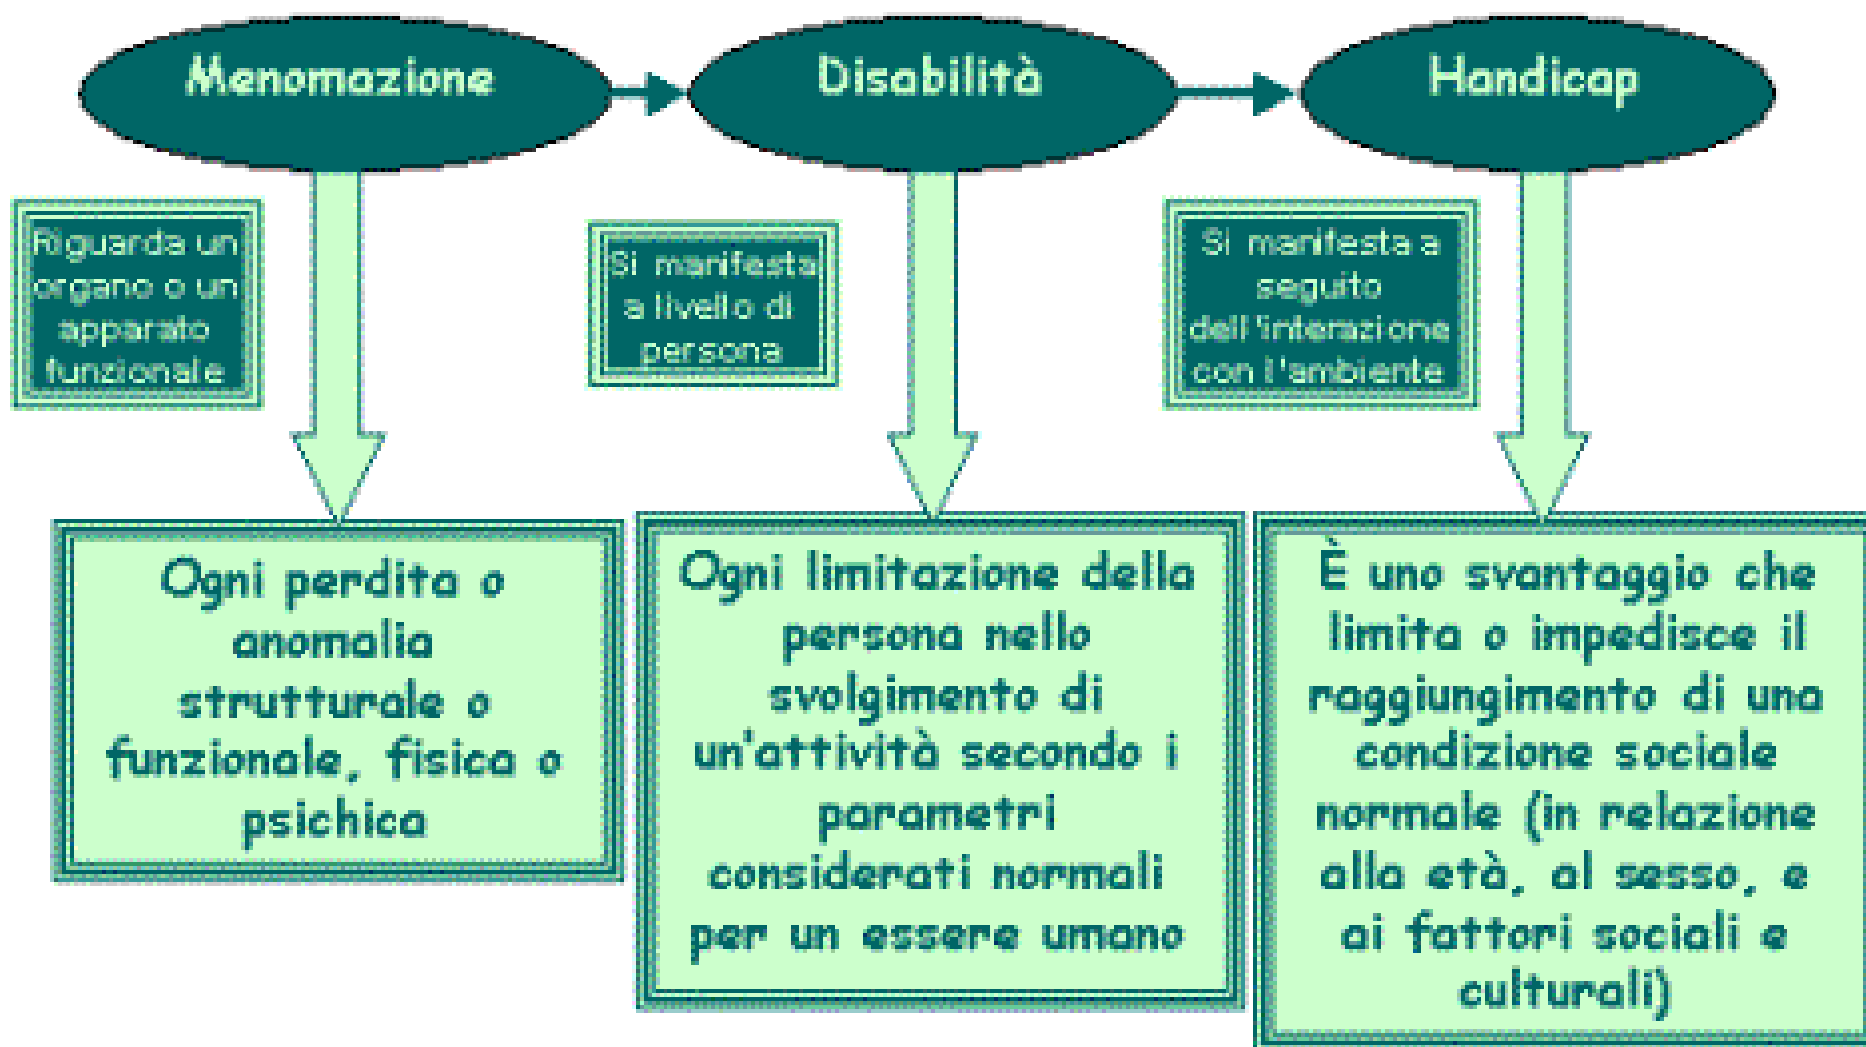 Menomazione
Disabilità
Handicap
Riguarda un
organo o un
apparato
funzionale
Si manifesta
a livello di
persona
Si manifesta a
seguito
dell'interazione
con l'ambiente
Ogni perdita o
anomalia
strutturale o
funzionale, fisica o
psichica
Ogni limitazione della
persona nello
svolgimento di
un'attività secondo i
parametri
considerati normali
per un essere umano
È uno svantaggio che
limita o impedisce il
raggiungimento di una
condizione sociale
normale (in relazione
alla età, al sesso, e
ai fattori sociali e
culturali)